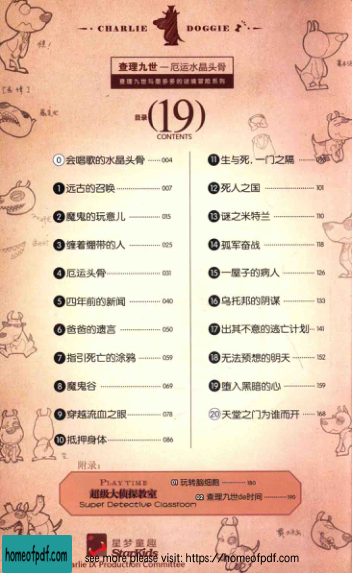 CHARLIE DOGGIE
查理九世—厄运水晶头骨
查理九世与墨多多的谜境冒险系列
目录
(19)
CONTENTS
0 会唱歌的水晶头骨 004
1 远古的召唤 007
2 魔鬼的玩意儿 015
3 缠着绷带的人 025
4 厄运头骨 031
5 四年前的新闻 040
6 爸爸的遗言 050
7 指引死亡的涂鸦 059
8 魔鬼谷 069
9 穿越流血之眼 078
10 抵押身体 086
11 生与死,一门之隔
12 死人之国 101
13 谜之米特兰 110
14 孤军奋战 118
15 一屋子的病人 126
16 乌托邦的阴谋 133
17 出其不意的逃亡计划 141
18 无法预想的明天 152
19 堕入黑暗的心 159
20 天堂之门为谁而开 168
附录:
PLAY TIME
超级大侦探教室
Super Detective Classroom
01 玩转脑细胞 180
02 查理九世de时间 190
星梦童趣
StarKids
Charlie IX Production Committee
homeofpdf.com
see more please visit: https://homeofpdf.com